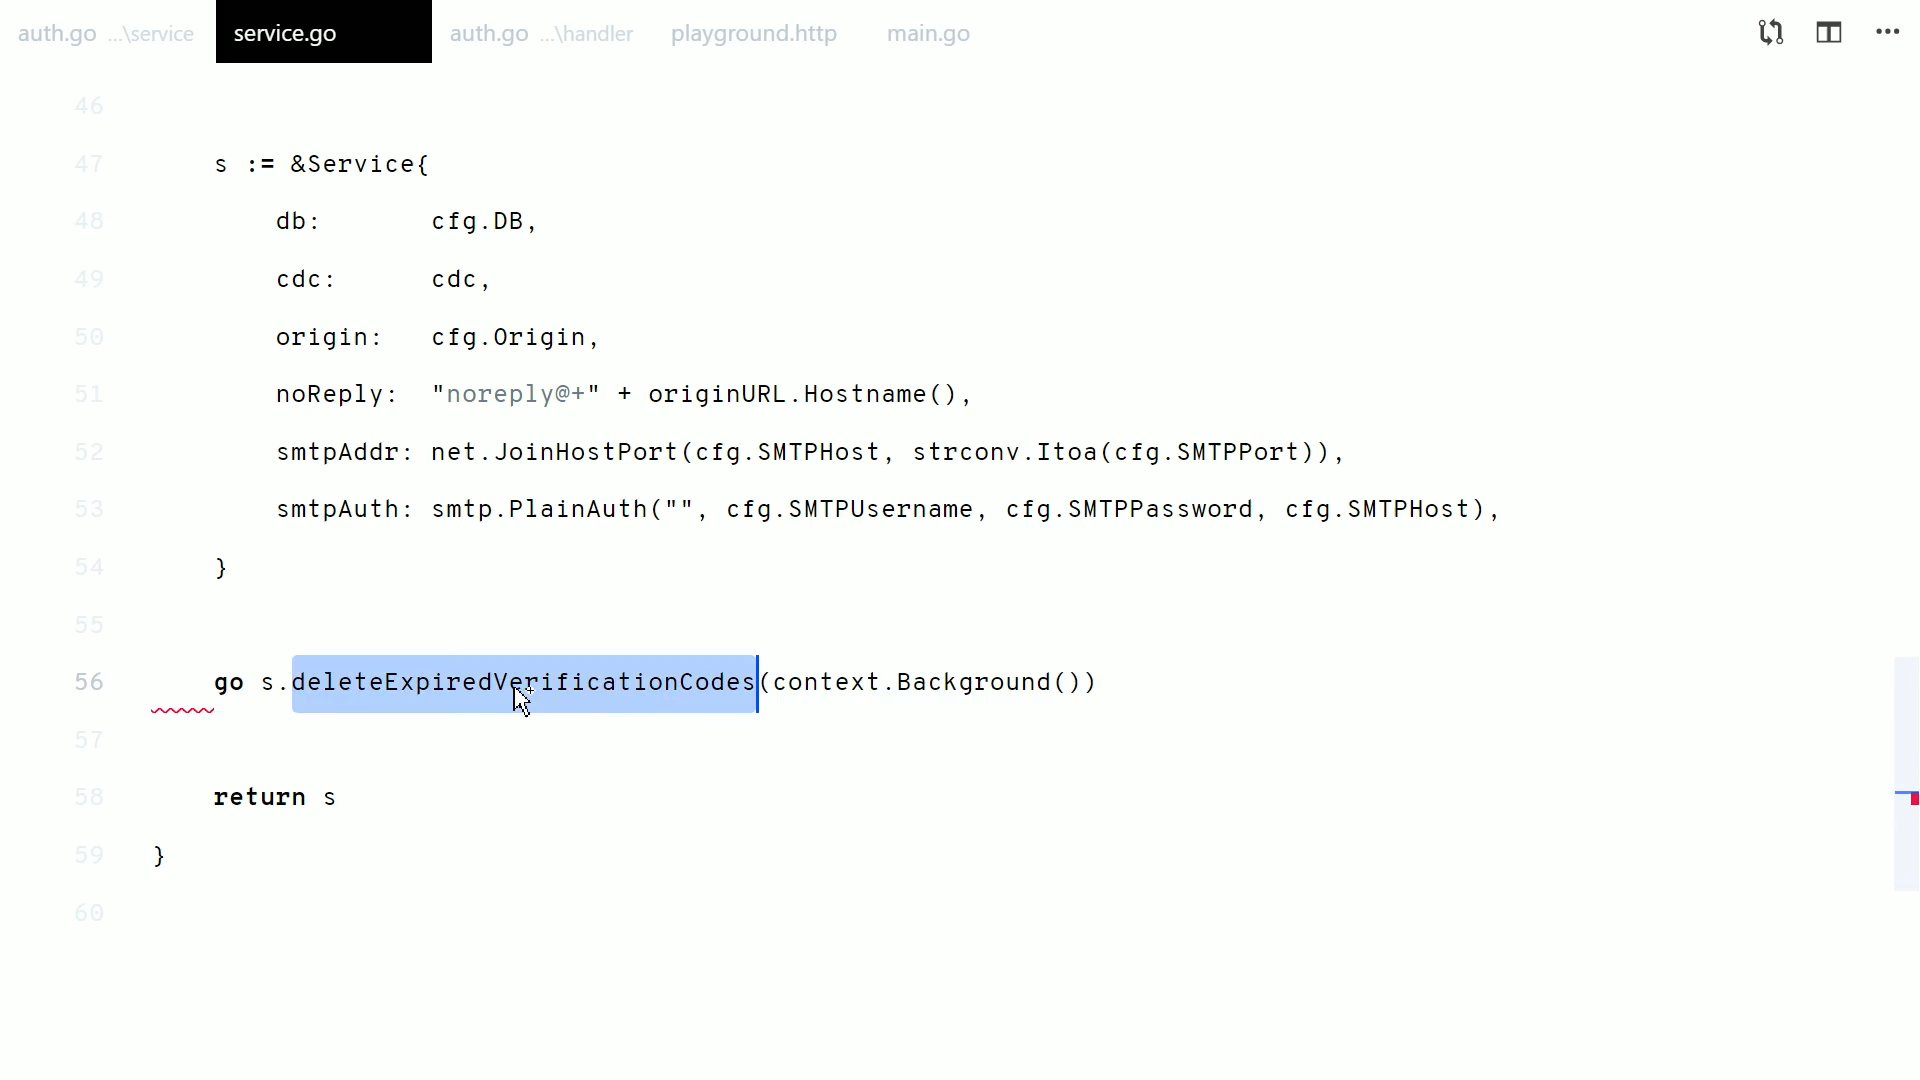 auth.go ...\service service.go auth.go ...\handler playground.http main.go
46
47 s := &Service{
48 db: cfg.DB,
49 cdc: cdc,
50 origin: cfg.Origin,
51 noReply: "noreply@+" + originURL.Hostname(),
52 smtpAddr: net.JoinHostPort(cfg.SMTPHost, strconv.Itoa(cfg.SMTPPort)),
53 smtpAuth: smtp.PlainAuth("", cfg.SMTPUsername, cfg.SMTPPassword, cfg.SMTPHost),
54 }
55
56 go s.deleteExpiredVerificationCodes(context.Background())
57
58 return s
59 }
60